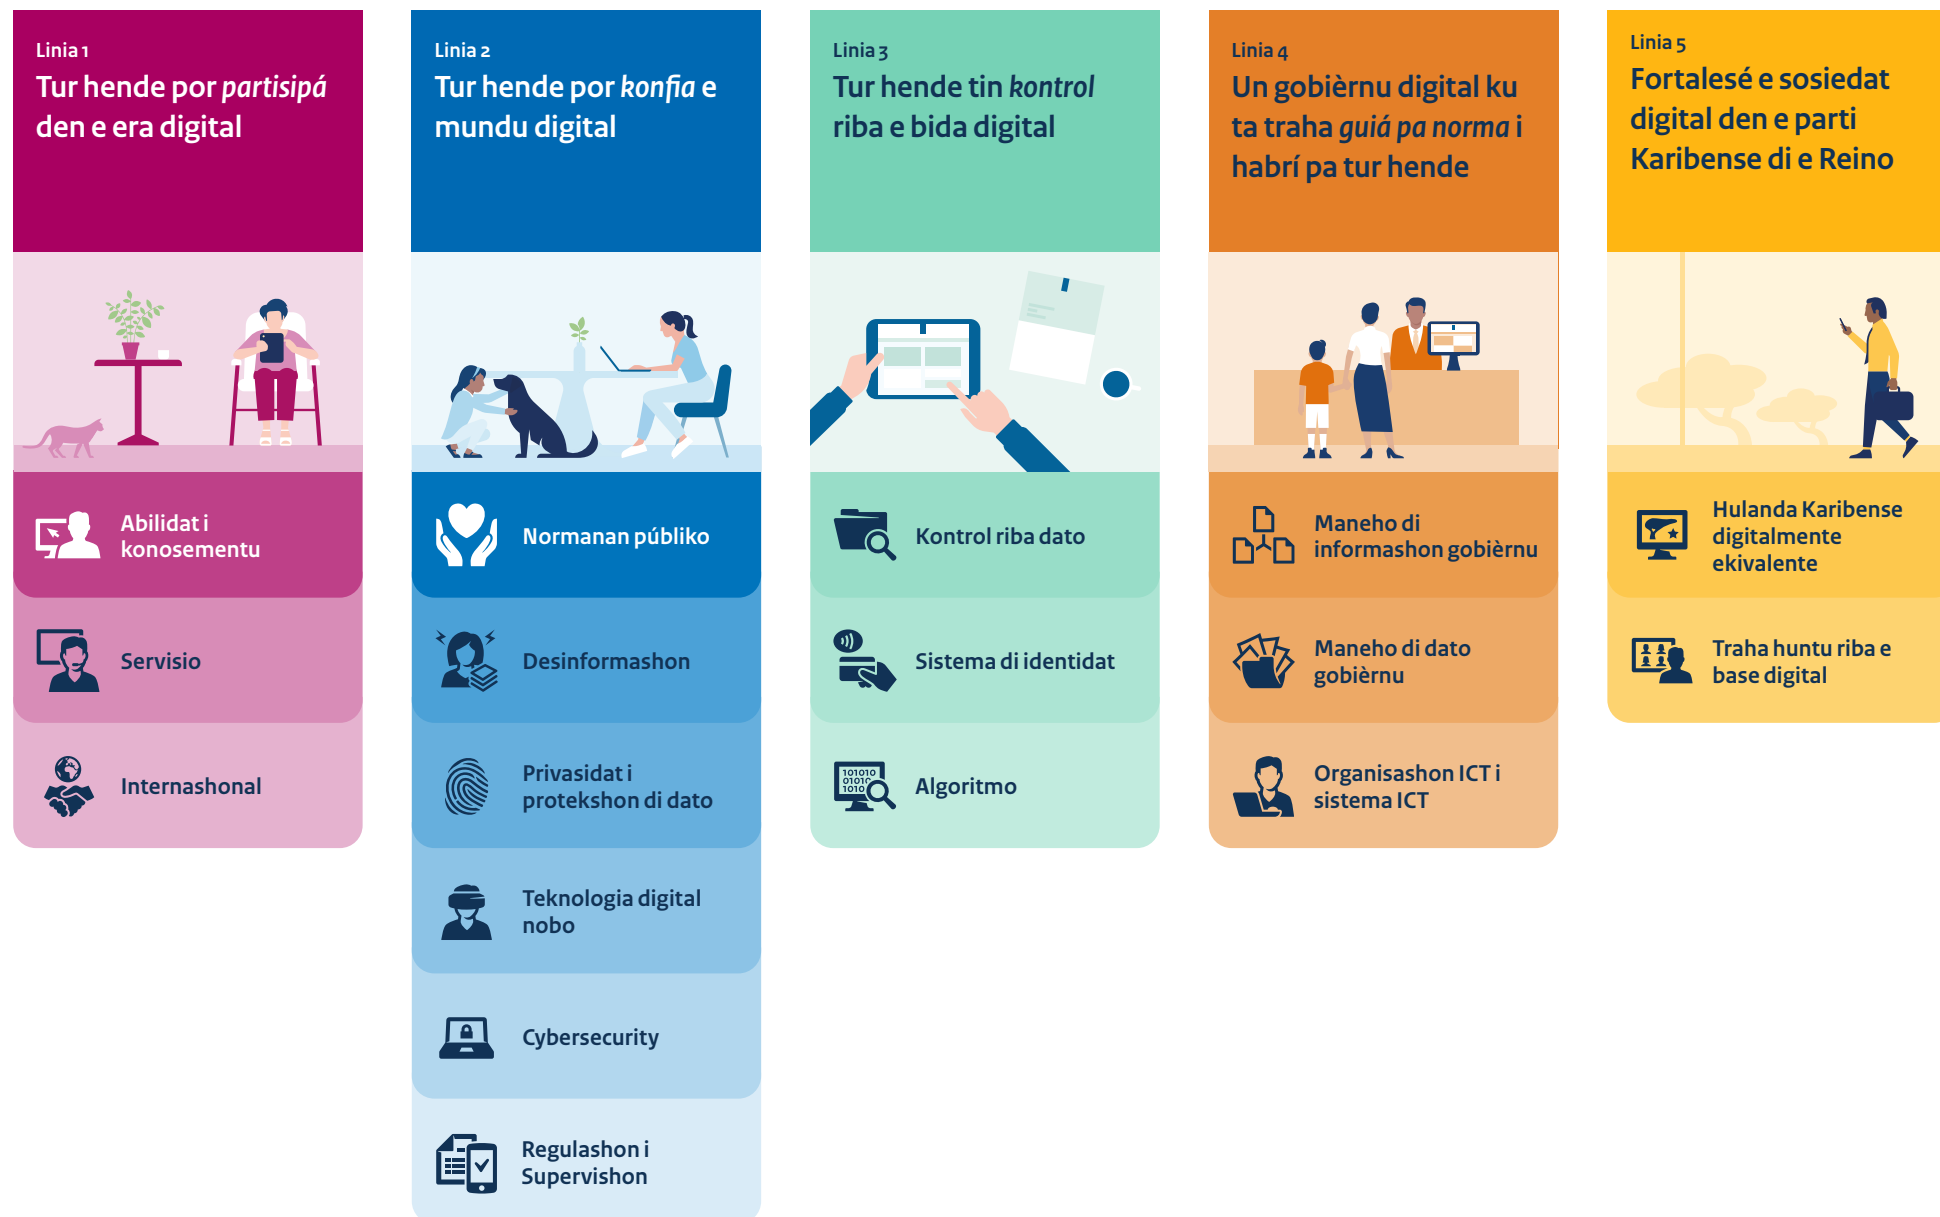 Linia 1
Tur hende por partisipá
den e era digital
Abilidat i
konosementu
Servisio
Internashonal
Linia 2
Tur hende por konfia e
mundu digital
Normanan públiko
Desinformashon
Privasidat i
protekshon di dato
Teknologia digital
nobo
Cybersecurity
Regulashon i
Supervishon
Linia 3
Tur hende tin kontrol
riba e bida digital
Kontrol riba dato
Sistema di identidat
101010
01010
1010
Algoritmo
Linia 4
Un gobièrnu digital ku
ta traha guiá pa norma i
habrí pa tur hende
Maneho di
informashon gobièrnu
Maneho di dato
gobièrnu
Organisashon ICT i
sistema ICT
Linia 5
Fortalesé e sosiedat
digital den e parti
Karibense di e Reino
Hulanda Karibense
digitalmente
ekivalente
Traha huntu riba e
base digital